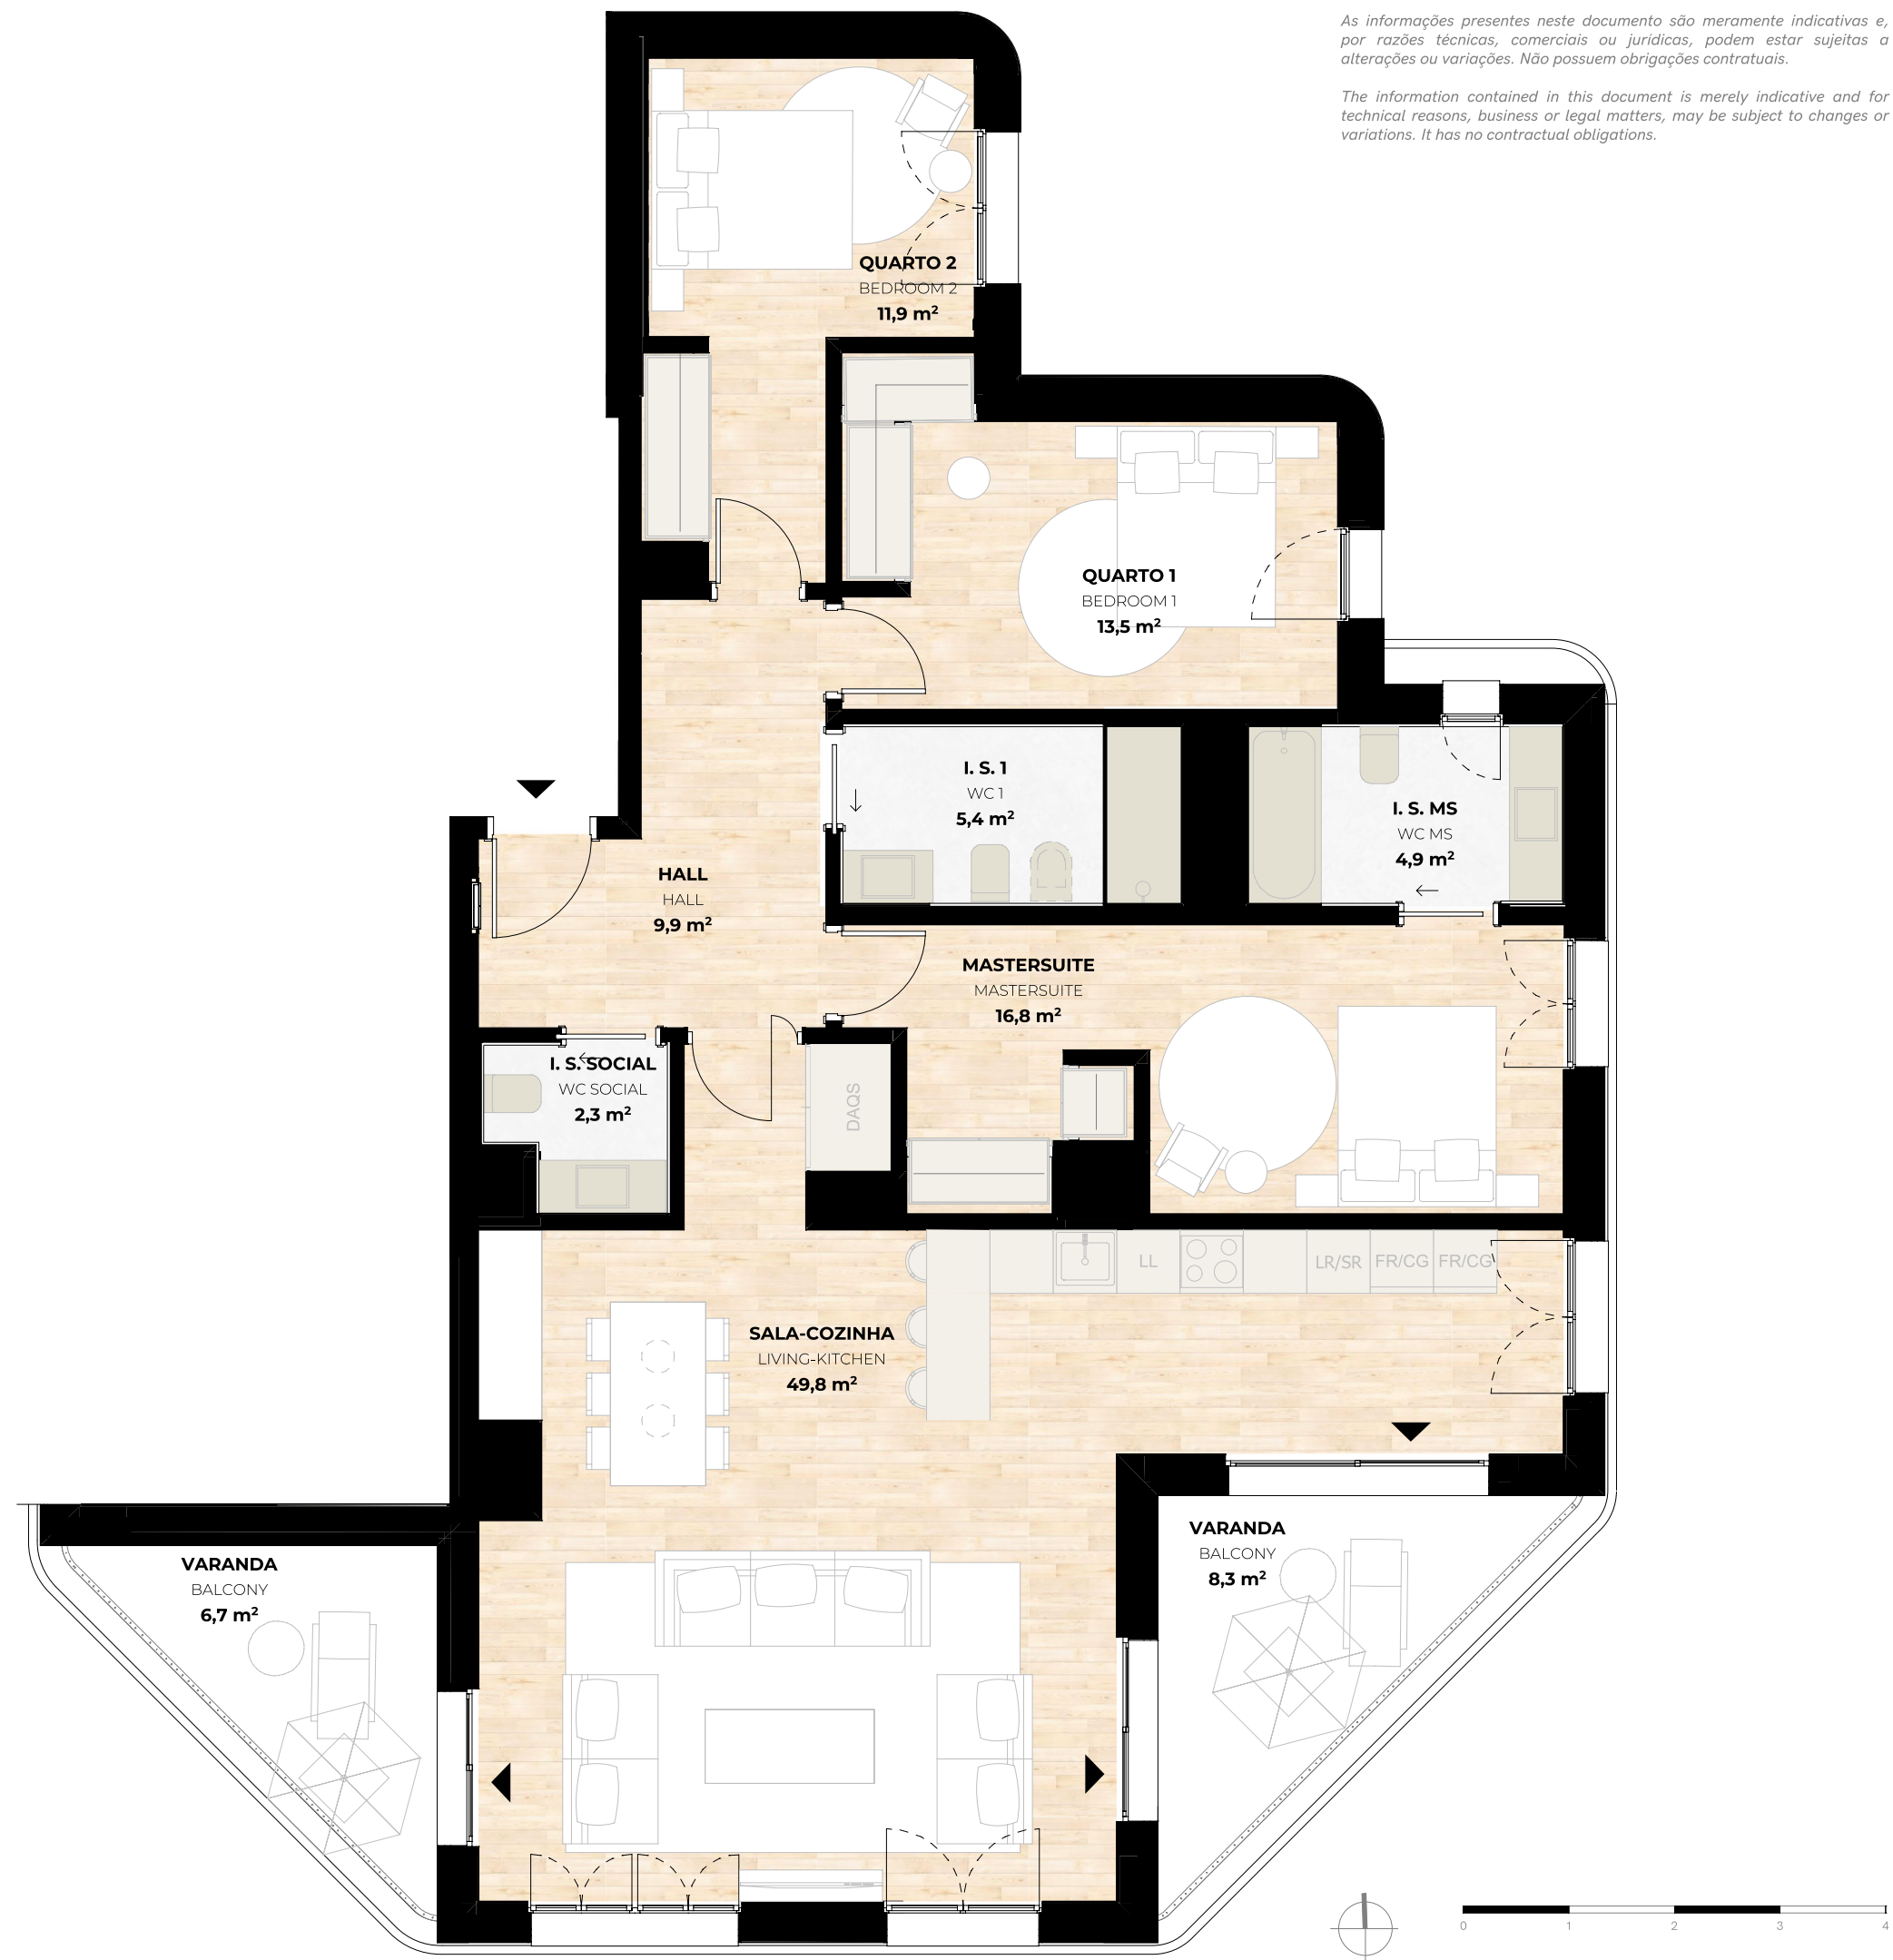 As informações presentes neste documento são meramente indicativas e,
por razões técnicas, comerciais ou jurídicas, podem estar sujeitas a
alterações ou variações. Não possuem obrigações contratuais.
The information contained in this document is merely indicative and for
technical reasons, business or legal matters, may be subject to changes or
variations. It has no contractual obligations.
QUARTO 2
BEDROOM 2
11,9 m²
QUARTO 1
BEDROOM 1
13,5 m²
I. S. 1
WC 1
5,4 m²
I. S. MS
WC MS
4,9 m²
HALL
HALL
9,9 m²
MASTERSUITE
MASTERSUITE
16,8 m²
I. S. SOCIAL
WC SOCIAL
2,3 m²
DAQS
LL
LR/SR
FR/CG
FR/CG
SALA-COZINHA
LIVING-KITCHEN
49,8 m²
VARANDA
BALCONY
8,3 m²
VARANDA
BALCONY
6,7 m²
0 1 2 3 4